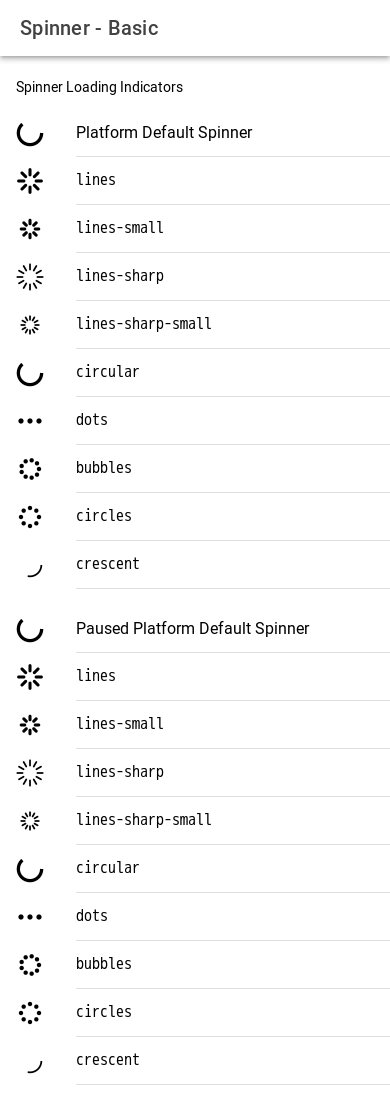 Spinner - Basic
Spinner Loading Indicators
Platform Default Spinner
lines
lines-small
lines-sharp
lines-sharp-small
circular
dots
bubbles
circles
crescent
Paused Platform Default Spinner
lines
lines-small
lines-sharp
lines-sharp-small
circular
dots
bubbles
circles
crescent